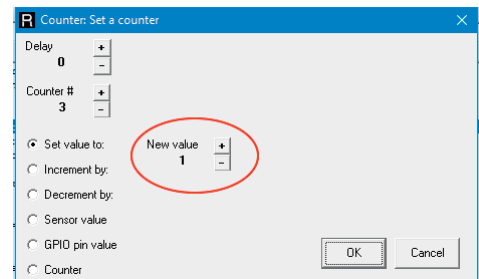 R Counter: Set a counter
Delay +
0 -
Counter # +
3 -
Set value to: New value +
1 -
Increment by:
Decrement by:
Sensor value
GPIO pin value
OK Cancel
Counter